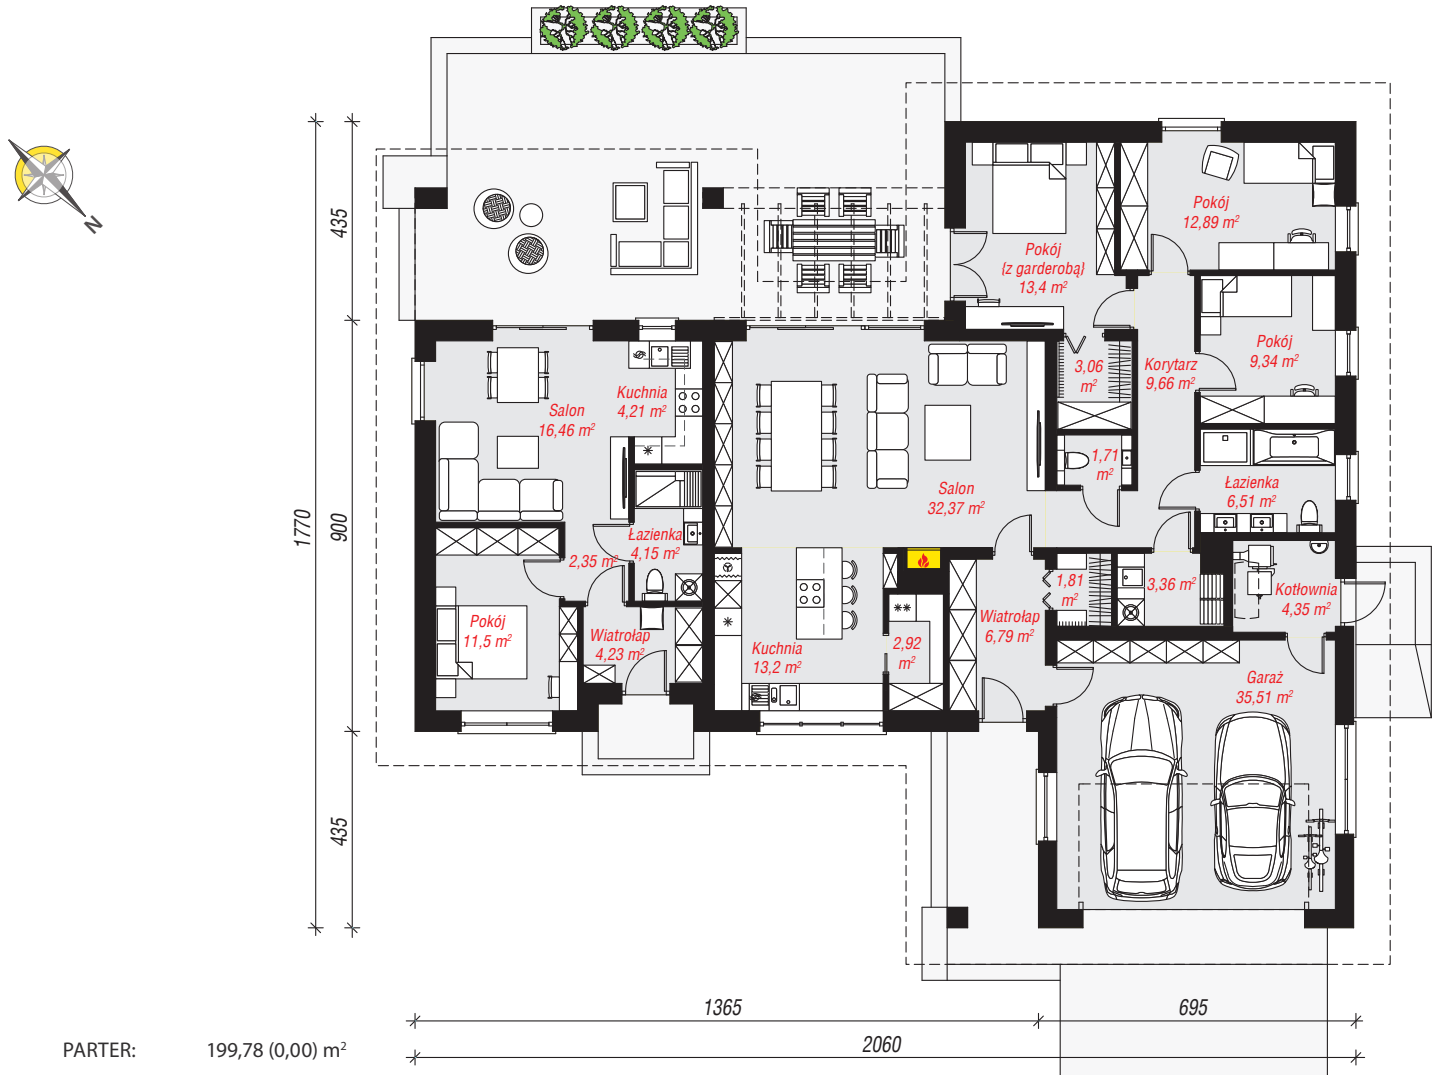 N
435
900
435
1770
Pokój
{z garderobą}
13,4 m²
Pokój
12,89 m²
Pokój
9,34 m²
3,06
m²
Korytarz
9,66 m²
1,71
m²
Łazienka
6,51 m²
Kuchnia
4,21 m²
Salon
16,46 m²
Łazienka
4,15 m²
2,35 m²
Pokój
11,5 m²
Wiatrołap
4,23 m²
Salon
32,37 m²
Kuchnia
13,2 m²
2,92
m²
Wiatrołap
6,79 m²
1,81
m²
3,36 m²
Kotłownia
4,35 m²
Garaż
35,51 m²
1365
695
2060
PARTER: 199,78 (0,00) m²